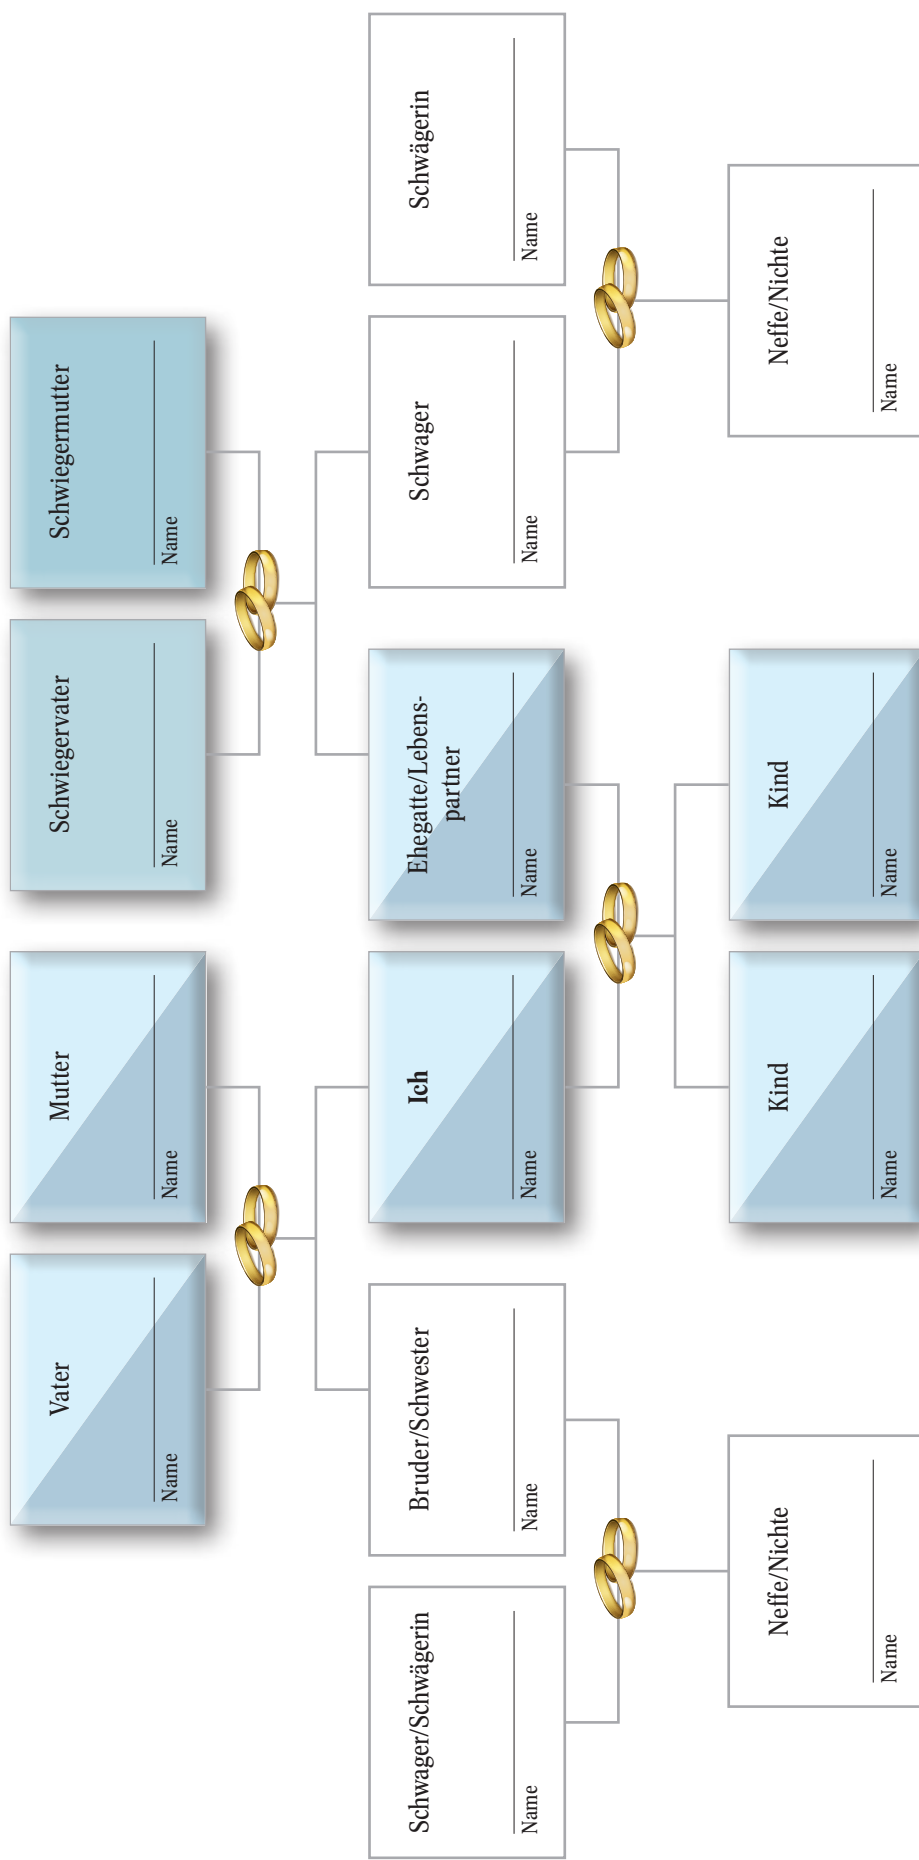 Vater
Name
Mutter
Name
Schwiegervater
Name
Schwiegermutter
Name
Schwager/Schwägerin
Name
Bruder/Schwester
Name
Ich
Name
Ehegatte/Lebens-
partner
Name
Schwager
Name
Schwägerin
Name
Neffe/Nichte
Name
Kind
Name
Kind
Name
Neffe/Nichte
Name